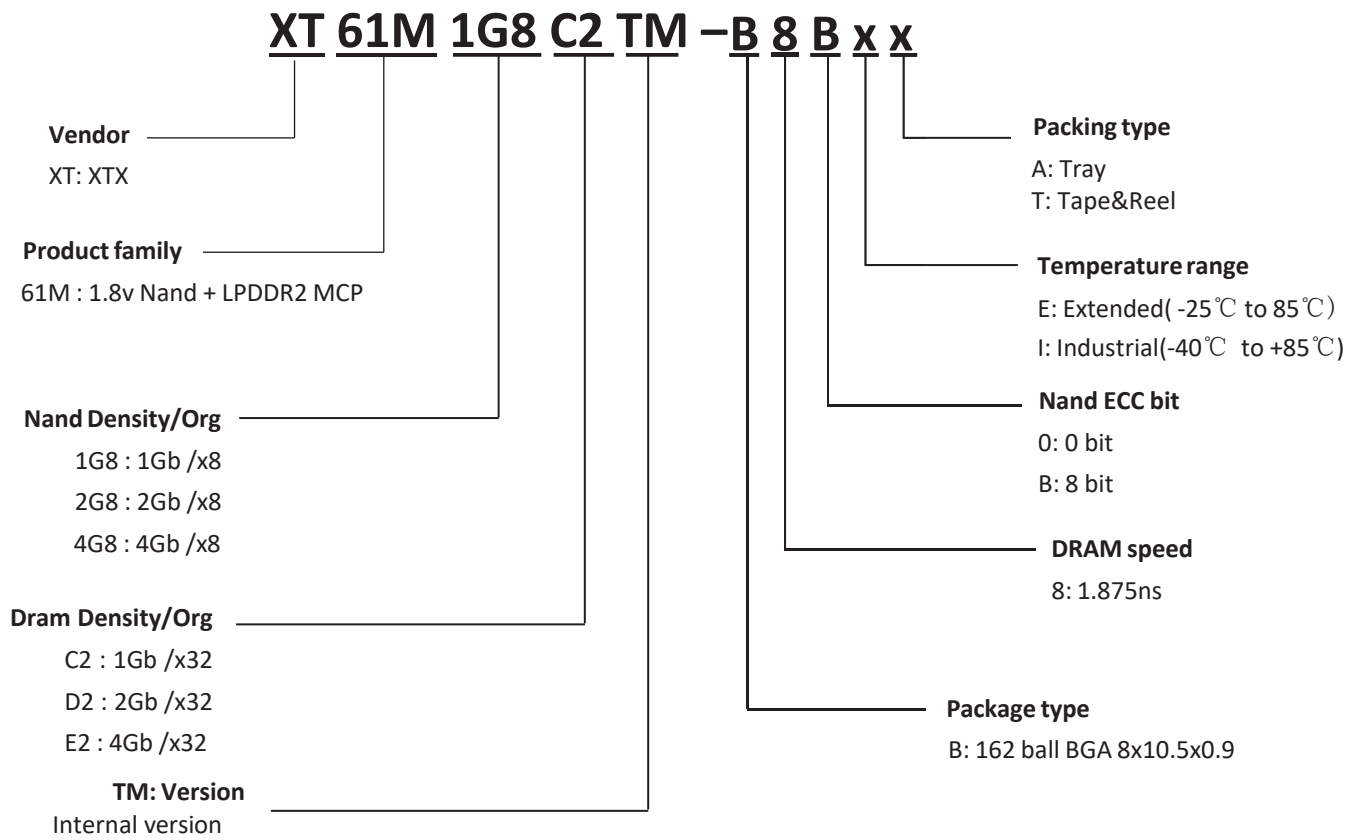 XT 61M 1G8 C2 TM –B 8 B x x
Vendor
XT: XTX
Product family
61M : 1.8v Nand + LPDDR2 MCP
Nand Density/Org
1G8 : 1Gb /x8
2G8 : 2Gb /x8
4G8 : 4Gb /x8
Dram Density/Org
C2 : 1Gb /x32
D2 : 2Gb /x32
E2 : 4Gb /x32
TM: Version
Internal version
Packing type
A: Tray
T: Tape&Reel
Temperature range
E: Extended( -25℃ to 85℃)
I: Industrial(-40℃ to +85℃)
Nand ECC bit
0: 0 bit
B: 8 bit
DRAM speed
8: 1.875ns
Package type
B: 162 ball BGA 8x10.5x0.9